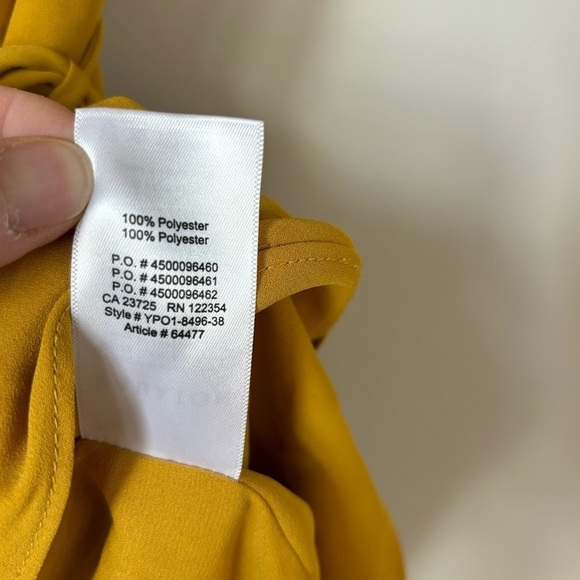 100% Polyester
100% Polyester
P.O. # 4500096460
P.O. # 4500096461
P.O. # 4500096462
CA 23725 RN 122354
Style # YPO1-8496-38
Article # 64477